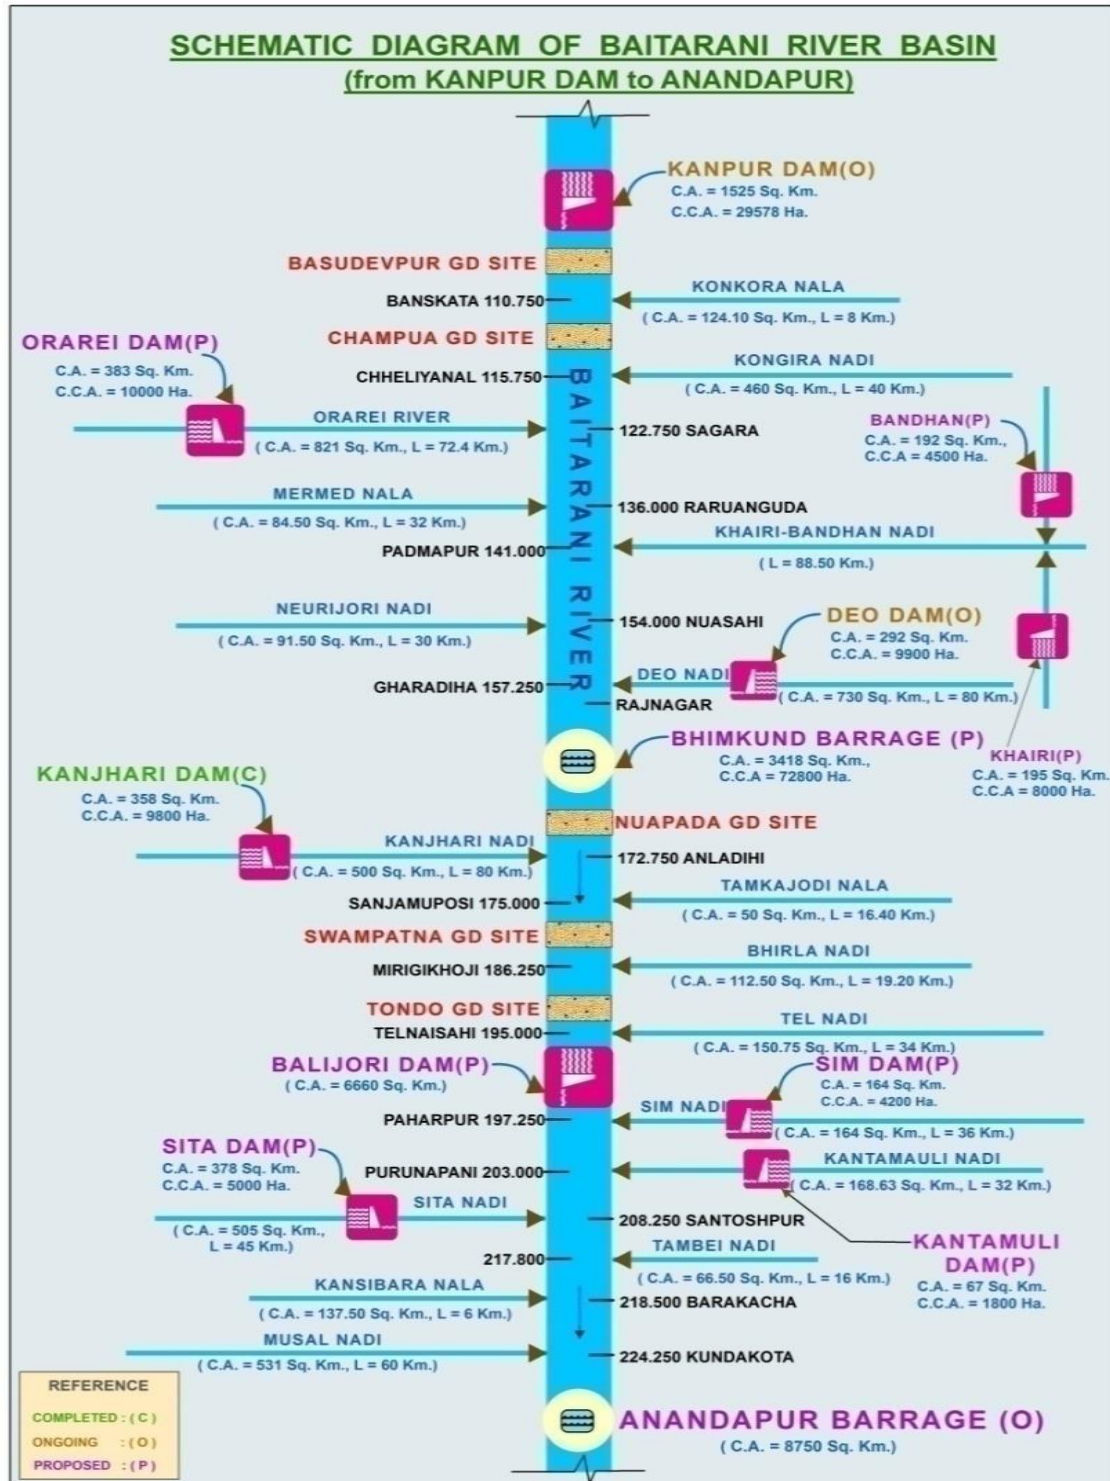 SCHEMATIC DIAGRAM OF BAITARANI RIVER BASIN
(from KANPUR DAM to ANANDAPUR)
KANPUR DAM(O)
C.A. = 1525 Sq. Km.
C.C.A. = 29578 Ha.
BASUDEVPUR GD SITE
BANSKATA 110.750
KONKORA NALA
( C.A. = 124.10 Sq. Km., L = 8 Km.)
CHAMPUA GD SITE
ORAREI DAM(P)
C.A. = 383 Sq. Km.
C.C.A. = 10000 Ha.
CHHELIYANAL 115.750
KONGIRA NADI
( C.A. = 460 Sq. Km., L = 40 Km.)
ORAREI RIVER
( C.A. = 821 Sq. Km., L = 72.4 Km.)
122.750 SAGARA
BANDHAN(P)
C.A. = 192 Sq. Km.,
C.C.A = 4500 Ha.
BAITARANI RIVER
MERMED NALA
( C.A. = 84.50 Sq. Km., L = 32 Km.)
136.000 RARUANGUDA
PADMAPUR 141.000
KHAIRI-BANDHAN NADI
( L = 88.50 Km.)
NEURIJORI NADI
( C.A. = 91.50 Sq. Km., L = 30 Km.)
154.000 NUASAHI
DEO DAM(O)
C.A. = 292 Sq. Km.
C.C.A. = 9900 Ha.
GHARADIHA 157.250
DEO NADI
( C.A. = 730 Sq. Km., L = 80 Km.)
RAJNAGAR
KHAIRI(P)
C.A. = 195 Sq. Km.
C.C.A = 8000 Ha.
BHIMKUND BARRAGE (P)
C.A. = 3418 Sq. Km.,
C.C.A = 72800 Ha.
KANJHARI DAM(C)
C.A. = 358 Sq. Km.
C.C.A. = 9800 Ha.
NUAPADA GD SITE
KANJHARI NADI
( C.A. = 500 Sq. Km., L = 80 Km.)
172.750 ANLADIHI
SANJAMUPOSI 175.000
TAMKAJODI NALA
( C.A. = 50 Sq. Km., L = 16.40 Km.)
SWAMPATNA GD SITE
MIRIGIKHOJI 186.250
BHIRLA NADI
( C.A. = 112.50 Sq. Km., L = 19.20 Km.)
TONDO GD SITE
TELNAISAHI 195.000
TEL NADI
( C.A. = 150.75 Sq. Km., L = 34 Km.)
BALIJORI DAM(P)
( C.A. = 6660 Sq. Km.)
SIM DAM(P)
C.A. = 164 Sq. Km.
C.C.A. = 4200 Ha.
PAHARPUR 197.250
SIM NADI
( C.A. = 164 Sq. Km., L = 36 Km.)
SITA DAM(P)
C.A. = 378 Sq. Km.
C.C.A. = 5000 Ha.
PURUNAPANI 203.000
KANTAMAULI NADI
( C.A. = 168.63 Sq. Km., L = 32 Km.)
SITA NADI
( C.A. = 505 Sq. Km.,
L = 45 Km.)
208.250 SANTOSHPUR
217.800
TAMBEI NADI
( C.A. = 66.50 Sq. Km., L = 16 Km.)
KANTAMULI
DAM(P)
C.A. = 67 Sq. Km.
C.C.A. = 1800 Ha.
KANSIBARA NALA
( C.A. = 137.50 Sq. Km., L = 6 Km.)
218.500 BARAKACHA
MUSAL NADI
( C.A. = 531 Sq. Km., L = 60 Km.)
224.250 KUNDAKOTA
REFERENCE
COMPLETED : ( C )
ONGOING : ( O )
PROPOSED : ( P )
ANANDAPUR BARRAGE (O)
( C.A. = 8750 Sq. Km.)